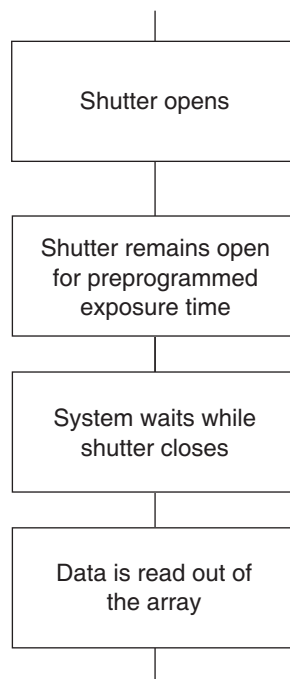 Shutter opens
Shutter remains open
for preprogrammed
exposure time
System waits while
shutter closes
Data is read out of
the array